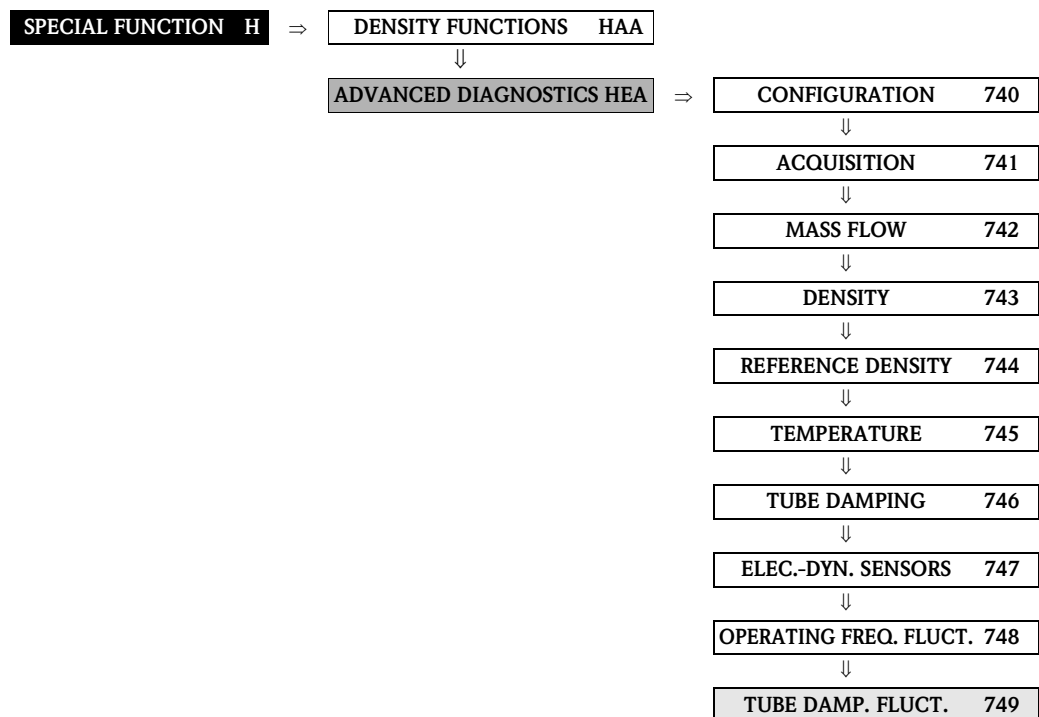 SPECIAL FUNCTION H ⇒ DENSITY FUNCTIONS HAA
⇓
ADVANCED DIAGNOSTICS HEA ⇒ CONFIGURATION 740
⇓
ACQUISITION 741
⇓
MASS FLOW 742
⇓
DENSITY 743
⇓
REFERENCE DENSITY 744
⇓
TEMPERATURE 745
⇓
TUBE DAMPING 746
⇓
ELEC.-DYN. SENSORS 747
⇓
OPERATING FREQ. FLUCT. 748
⇓
TUBE DAMP. FLUCT. 749